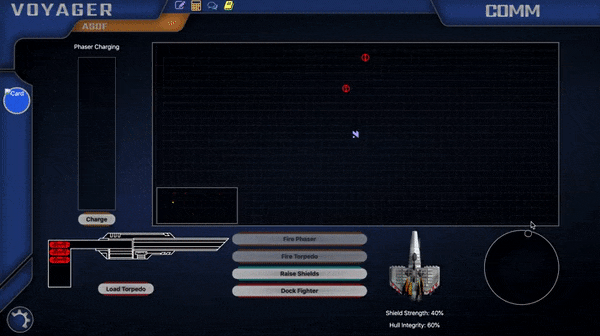 VOYAGER
COMM
ASDF
Phaser Charging
Card
Charge
Fire Phaser
Fire Torpedo
Raise Shields
Load Torpedo
Dock Fighter
Shield Strength: 40%
Hull Integrity: 60%